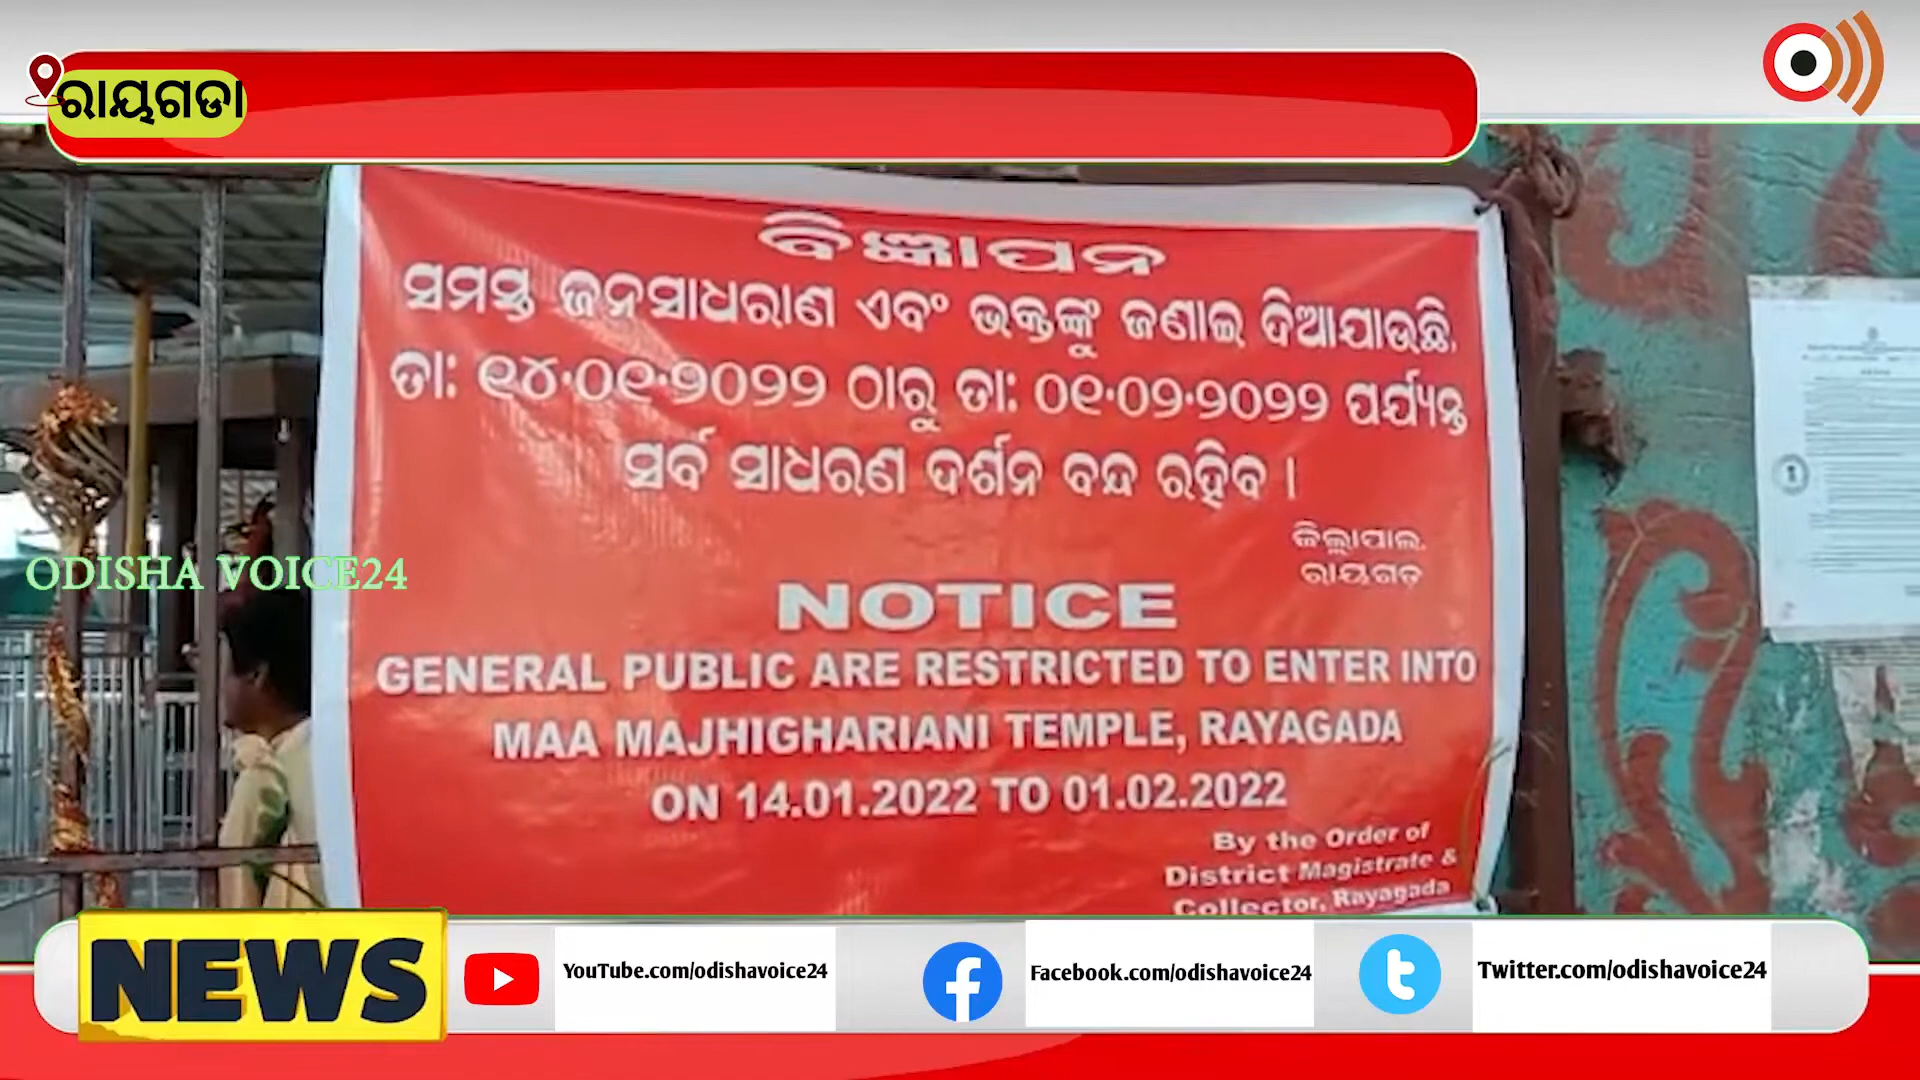 ରାୟଗଡା
ବିଜ୍ଞାପନ
ସମସ୍ତ ଜନସାଧରାଣ ଏବଂ ଭକ୍ତଙ୍କୁ ଜଣାଇ ଦିଆଯାଉଛି.
ତା: ୧୪.୦୧.୨୦୨୨ ଠାରୁ ତା: ୦୧.୦୨.୨୦୨୨ ପର୍ଯ୍ୟନ୍ତ
ସର୍ବ ସାଧରଣ ଦର୍ଶନ ବନ୍ଦ ରହିବ ।
ଜିଲ୍ଲାପାଲ,
ରାୟଗଡ଼
NOTICE
GENERAL PUBLIC ARE RESTRICTED TO ENTER INTO
MAA MAJHIGHARIANI TEMPLE, RAYAGADA
ON 14.01.2022 TO 01.02.2022
By the Order of
District Magistrate &
Collector, Rayagada
ODISHA VOICE24
NEWS
YouTube.com/odishavoice24
Facebook.com/odishavoice24
Twitter.com/odishavoice24